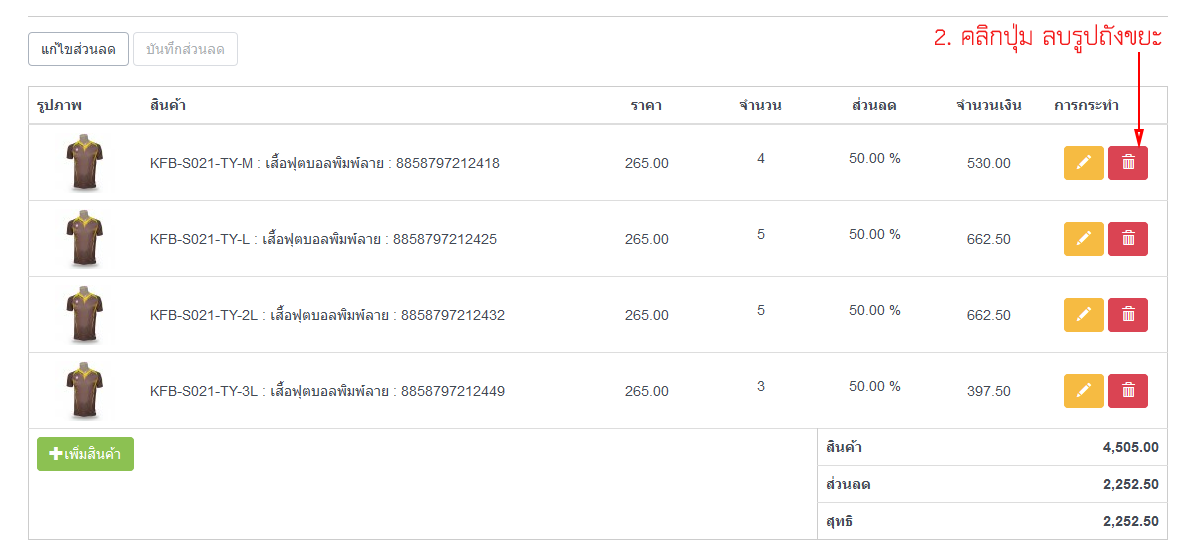 2. คลิกปุ่ม ลบรูปถังขยะ
แก้ไขส่วนลด บันทึกส่วนลด
รูปภาพ สินค้า ราคา จำนวน ส่วนลด จำนวนเงิน การกระทำ
KFB-S021-TY-M : เสื้อฟุตบอลพิมพ์ลาย : 8858797212418 265.00 4 50.00 % 530.00
KFB-S021-TY-L : เสื้อฟุตบอลพิมพ์ลาย : 8858797212425 265.00 5 50.00 % 662.50
KFB-S021-TY-2L : เสื้อฟุตบอลพิมพ์ลาย : 8858797212432 265.00 5 50.00 % 662.50
KFB-S021-TY-3L : เสื้อฟุตบอลพิมพ์ลาย : 8858797212449 265.00 3 50.00 % 397.50
เพิ่มสินค้า
สินค้า 4,505.00
ส่วนลด 2,252.50
สุทธิ 2,252.50